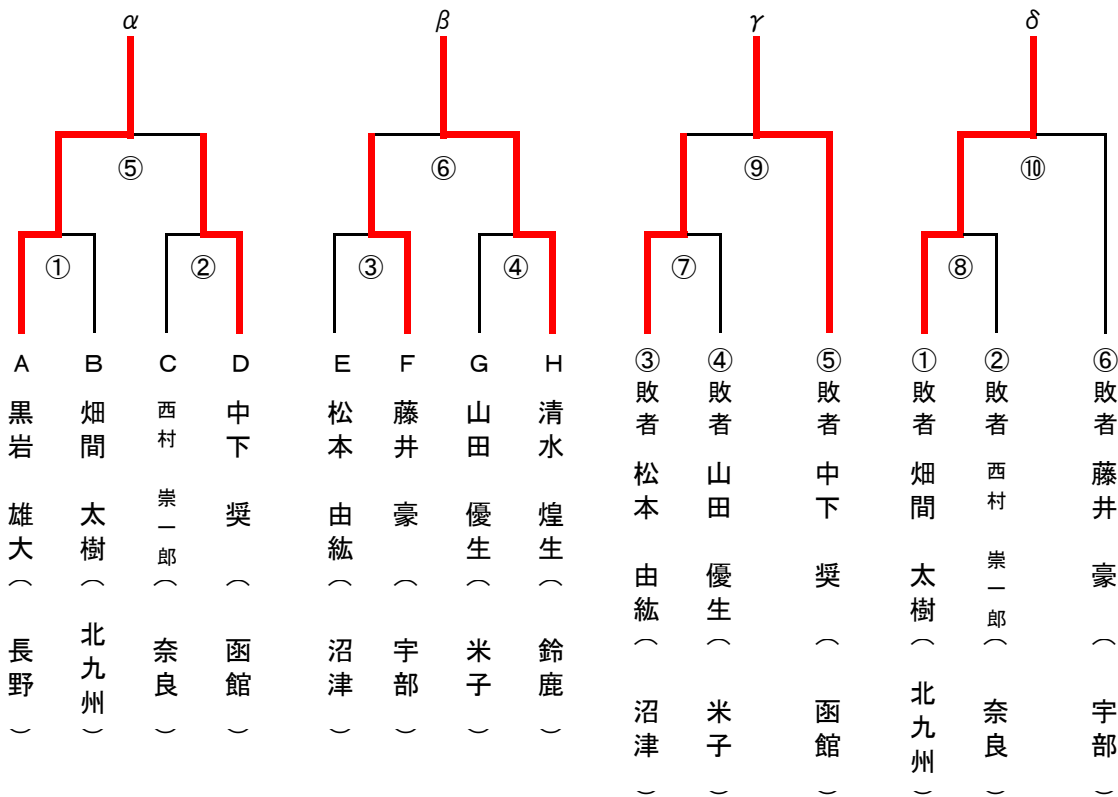 α
β
γ
δ
⑤
⑥
⑨
⑩
①
②
③
④
⑦
⑧
A
黒岩 雄大（長野）
B
畑間 太樹（北九州）
C
西村 崇一郎（奈良）
D
中下 奨（函館）
E
松本 由紘（沼津）
F
藤井 豪（宇部）
G
山田 優生（米子）
H
清水 煌生（鈴鹿）
③敗者
松本 由紘（沼津）
④敗者
山田 優生（米子）
⑤敗者
中下 奨（函館）
①敗者
畑間 太樹（北九州）
②敗者
西村 崇一郎（奈良）
⑥敗者
藤井 豪（宇部）